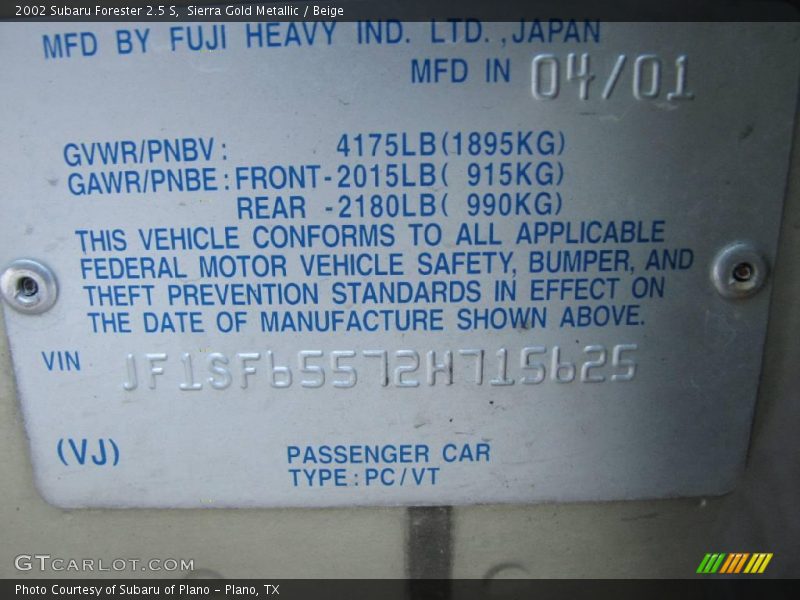 2002 Subaru Forester 2.5 S, Sierra Gold Metallic / Beige
MFD BY FUJI HEAVY IND. LTD.,JAPAN
MFD IN 04/01
GVWR/PNBV: 4175LB(1895KG)
GAWR/PNBE:FRONT-2015LB( 915KG)
REAR -2180LB( 990KG)
THIS VEHICLE CONFORMS TO ALL APPLICABLE
FEDERAL MOTOR VEHICLE SAFETY, BUMPER, AND
THEFT PREVENTION STANDARDS IN EFFECT ON
THE DATE OF MANUFACTURE SHOWN ABOVE.
VIN JF1SF65572H715625
(VJ) PASSENGER CAR
TYPE:PC/VT
GTCARLOT.COM
Photo Courtesy of Subaru of Plano - Plano, TX